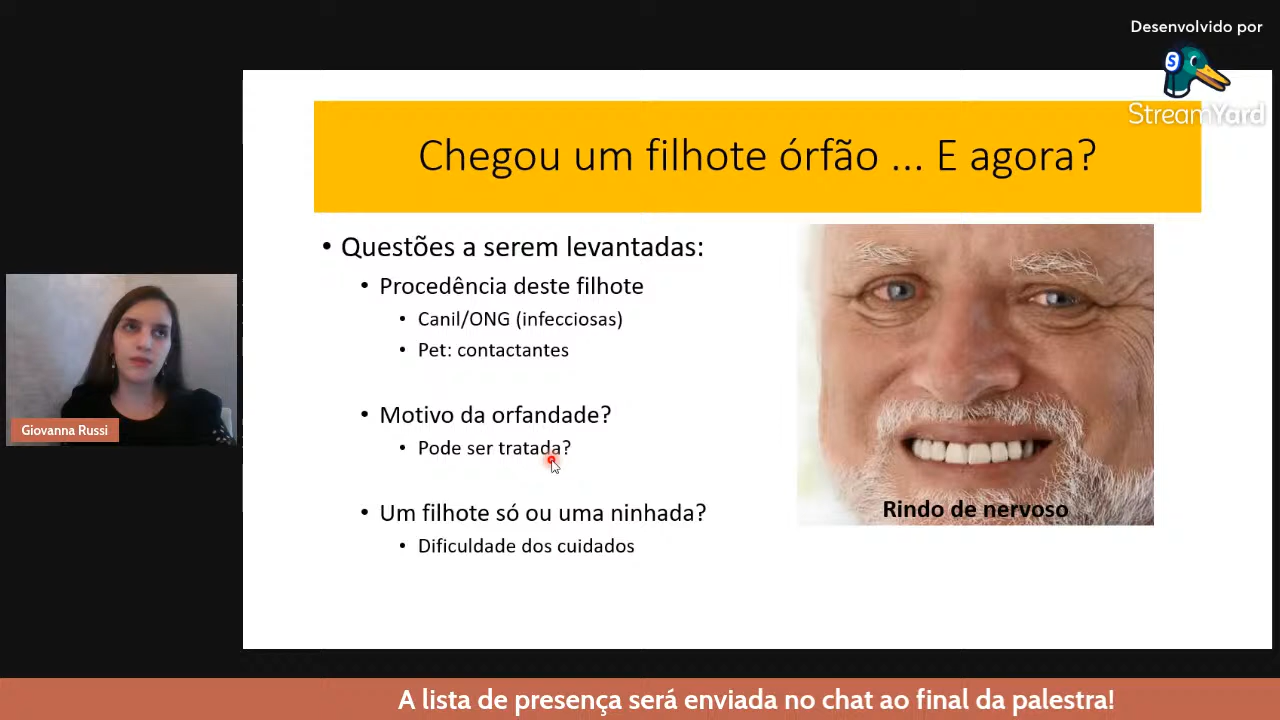 Desenvolvido por
StreamYard
Chegou um filhote órfão ... E agora?
• Questões a serem levantadas:
• Procedência deste filhote
• Canil/ONG (infecciosas)
• Pet: contactantes
• Motivo da orfandade?
• Pode ser tratada?
• Um filhote só ou uma ninhada?
• Dificuldade dos cuidados
Rindo de nervoso
Giovanna Russi
A lista de presença será enviada no chat ao final da palestra!